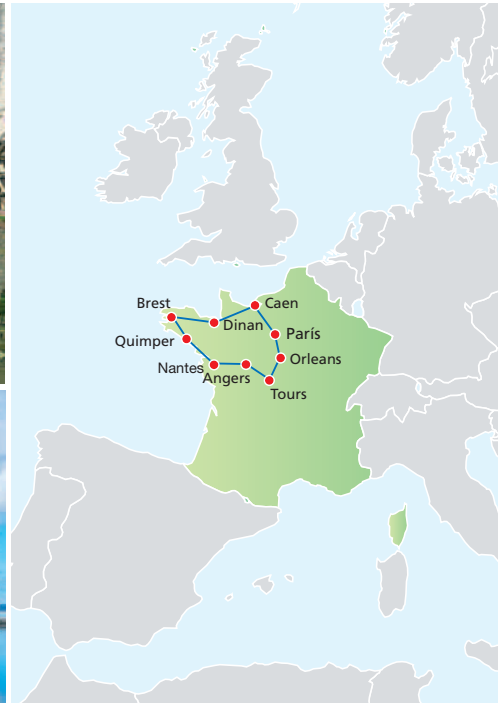 Brest
Caen
Dinan
París
Quimper
Orleans
Nantes
Angers
Tours